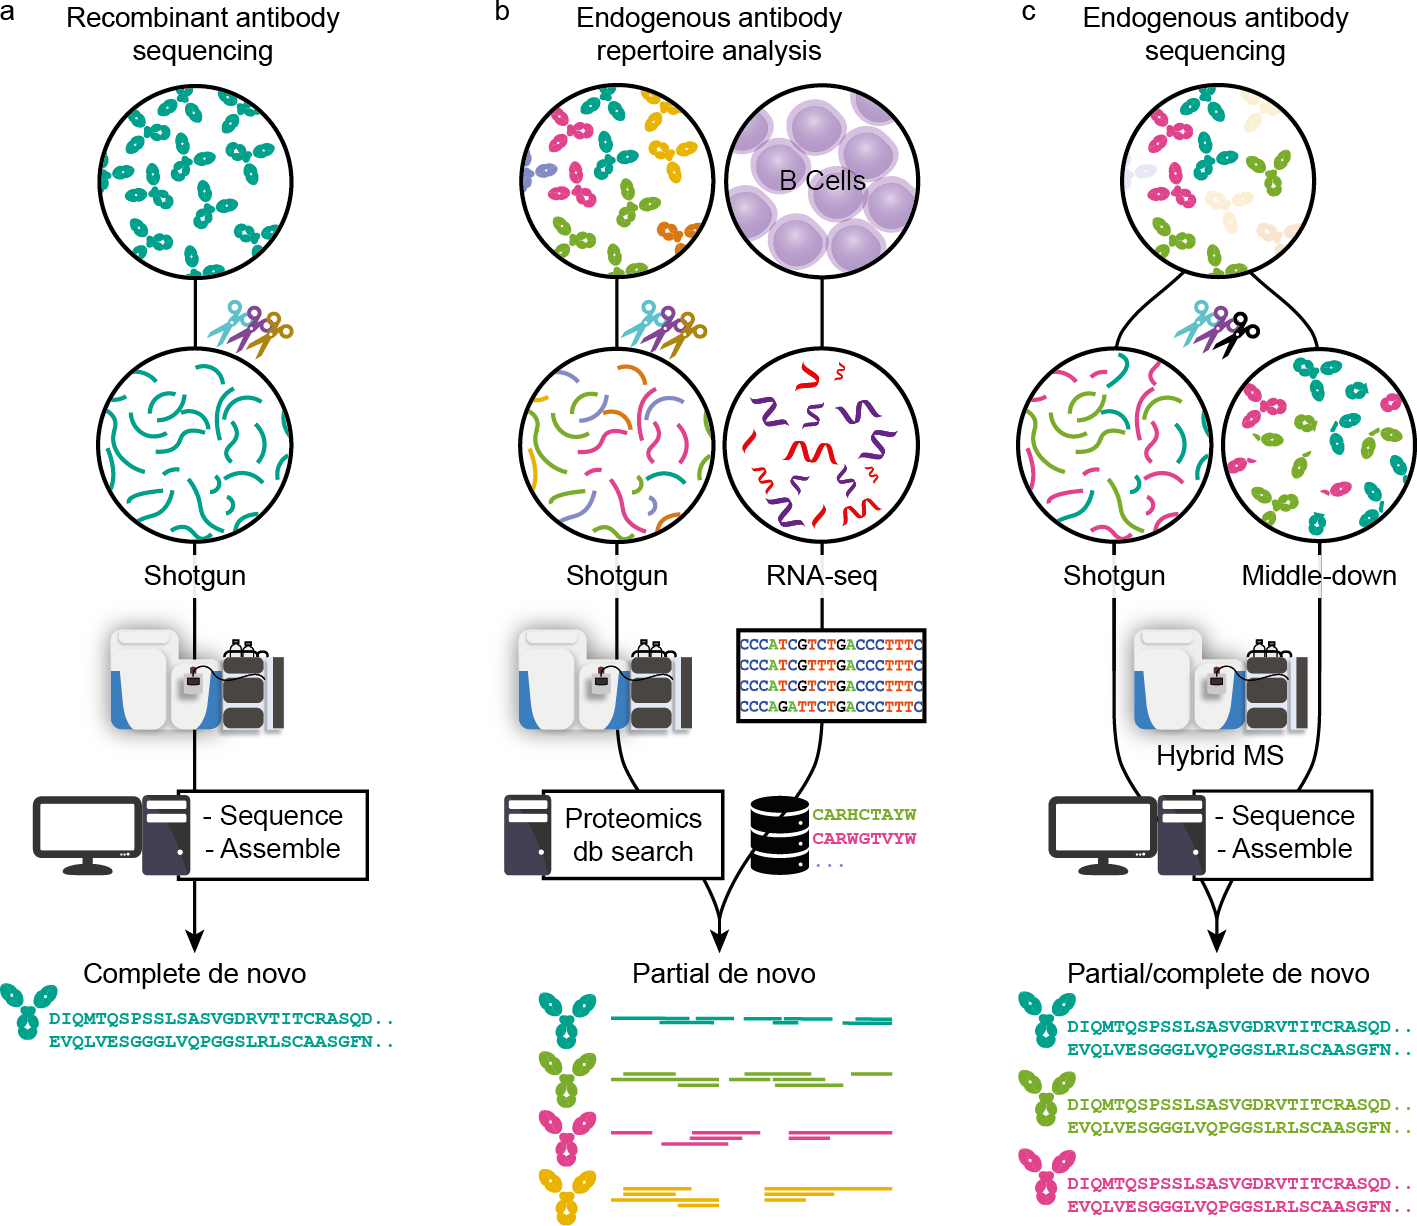 a
Recombinant antibody
sequencing
Shotgun
- Sequence
- Assemble
Complete de novo
DIQMTQSPSSLSASVGDRVTITCRASQD..
EVQLVESGGGLVQPGGSLRLSCAASGFN..
b
Endogenous antibody
repertoire analysis
B Cells
Shotgun
RNA-seq
CCCATCGTCTGACCCTTTC
CCCATCGTTTGACCCTTTC
CCCATCGTCTGACCCTTTC
CCCAGATTCTGACCCTTTC
Proteomics
db search
CARHCTAYW
CARWGTVYW
...
Partial de novo
c
Endogenous antibody
sequencing
Shotgun
Middle-down
Hybrid MS
- Sequence
- Assemble
Partial/complete de novo
DIQMTQSPSSLSASVGDRVTITCRASQD..
EVQLVESGGGLVQPGGSLRLSCAASGFN..
DIQMTQSPSSLSASVGDRVTITCRASQD..
EVQLVESGGGLVQPGGSLRLSCAASGFN..
DIQMTQSPSSLSASVGDRVTITCRASQD..
EVQLVESGGGLVQPGGSLRLSCAASGFN..